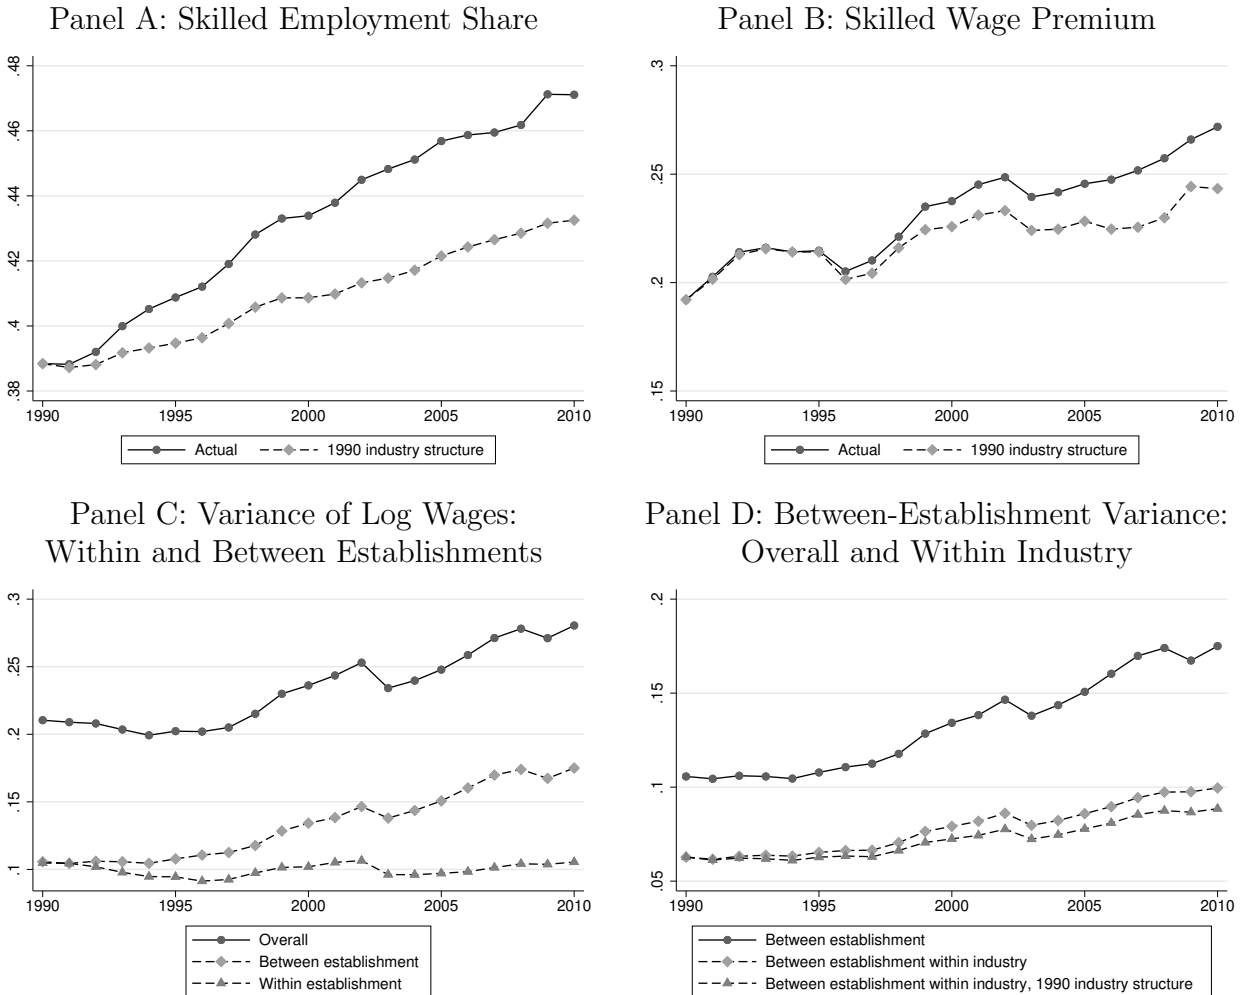 Panel A: Skilled Employment Share
.48
.46
.44
.42
.4
.38
1990 1995 2000 2005 2010
Actual 1990 industry structure
Panel B: Skilled Wage Premium
.3
.25
.2
.15
1990 1995 2000 2005 2010
Actual 1990 industry structure
Panel C: Variance of Log Wages:
Within and Between Establishments
.3
.25
.2
.15
.1
1990 1995 2000 2005 2010
Overall
Between establishment
Within establishment
Panel D: Between-Establishment Variance:
Overall and Within Industry
.2
.15
.1
.05
1990 1995 2000 2005 2010
Between establishment
Between establishment within industry
Between establishment within industry, 1990 industry structure